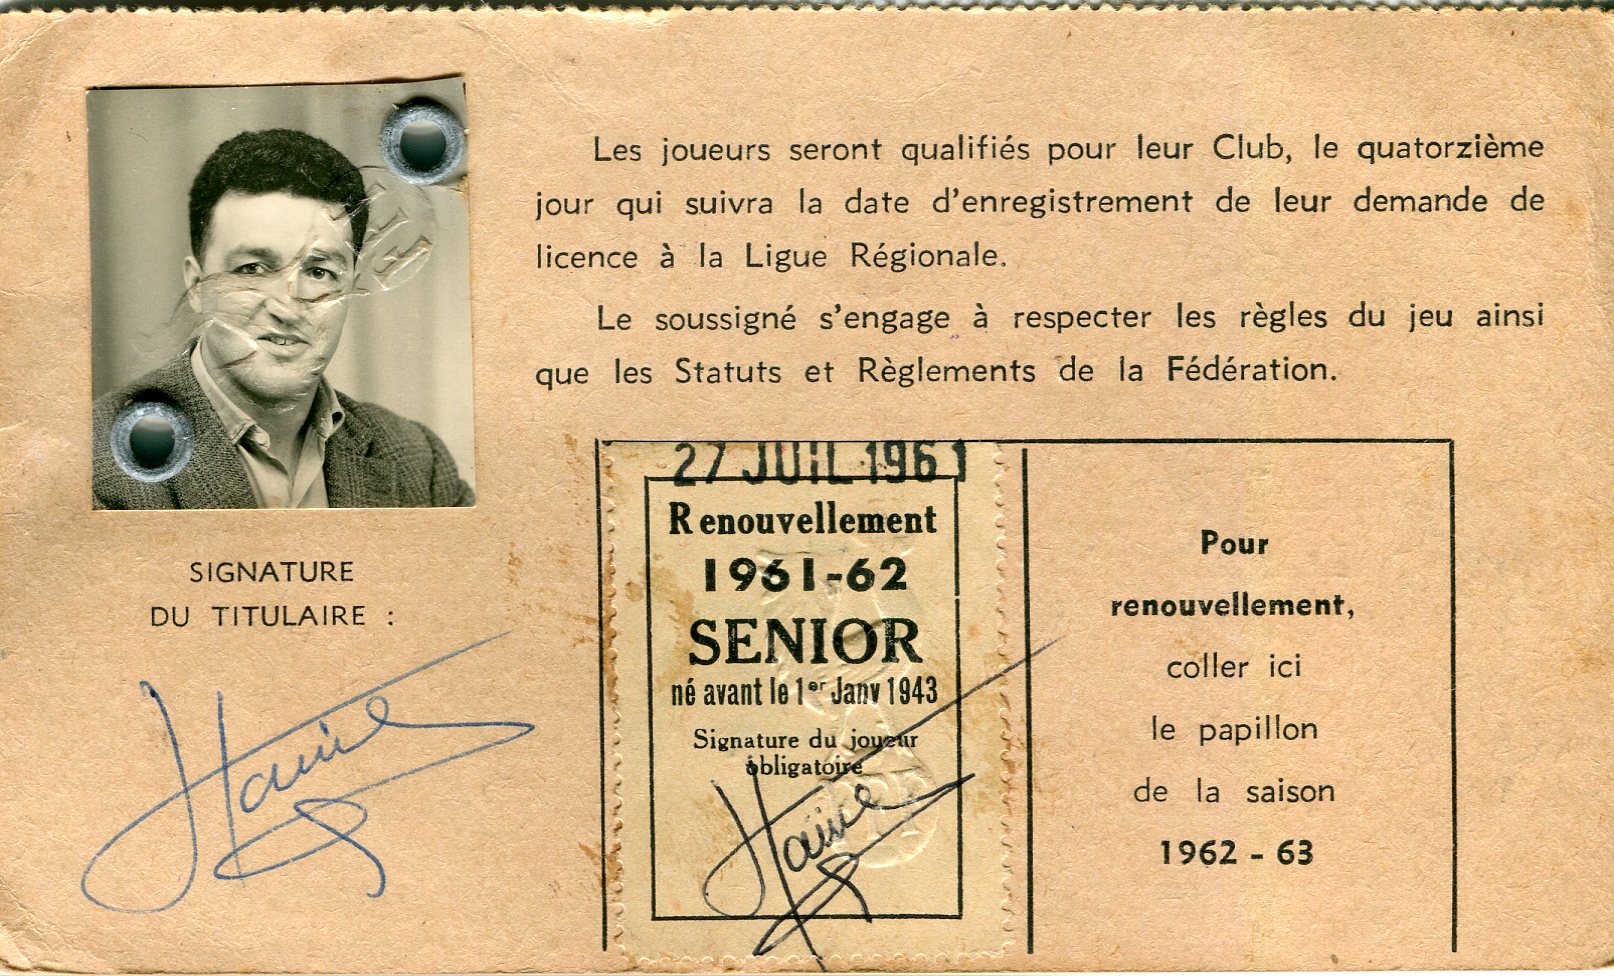 Les joueurs seront qualifiés pour leur Club, le quatorzième
jour qui suivra la date d'enregistrement de leur demande de
licence à la Ligue Régionale.
Le soussigné s'engage à respecter les règles du jeu ainsi
que les Statuts et Règlements de la Fédération.
SIGNATURE
DU TITULAIRE :
27 JUIL 1961
Renouvellement
1961-62
SENIOR
né avant le 1er Janv 1943
Signature du joueur
obligatoire
Pour
renouvellement,
coller ici
le papillon
de la saison
1962 - 63